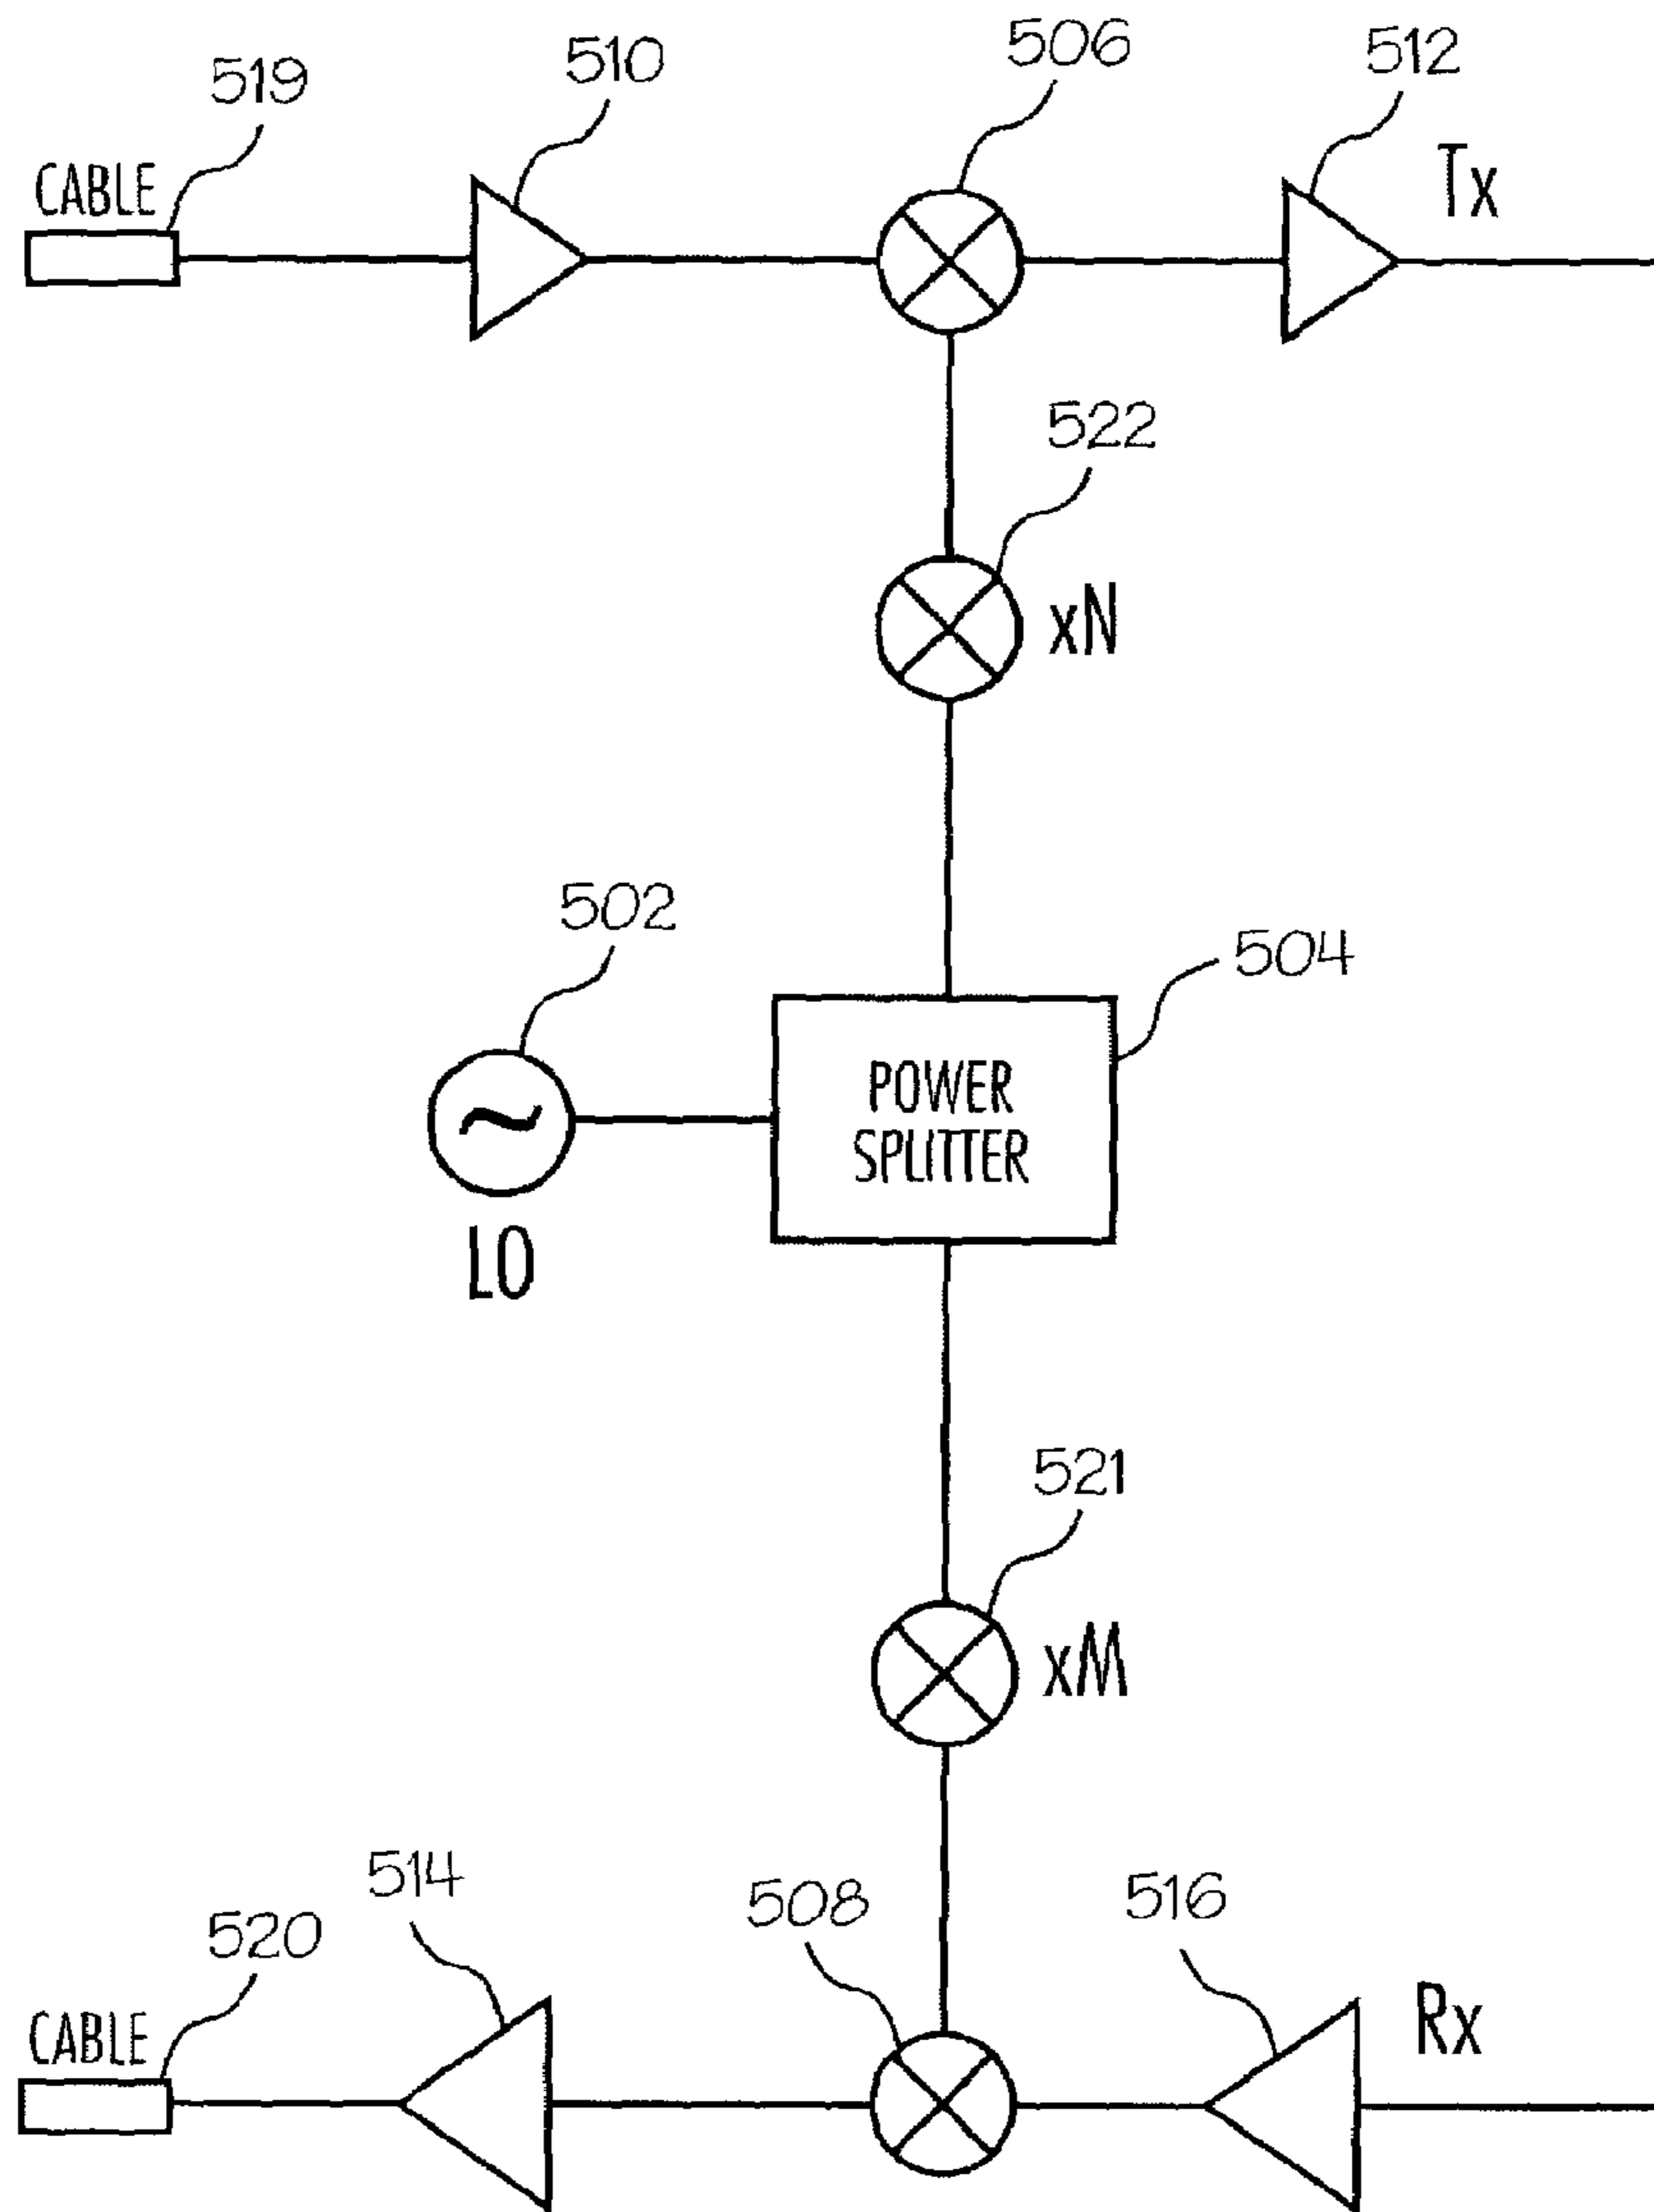 506
512
510
519
Tx
CABLE
522
xN
502
504
POWER
SPLITTER
LO
521
xM
514
508
516
520
Rx
CABLE